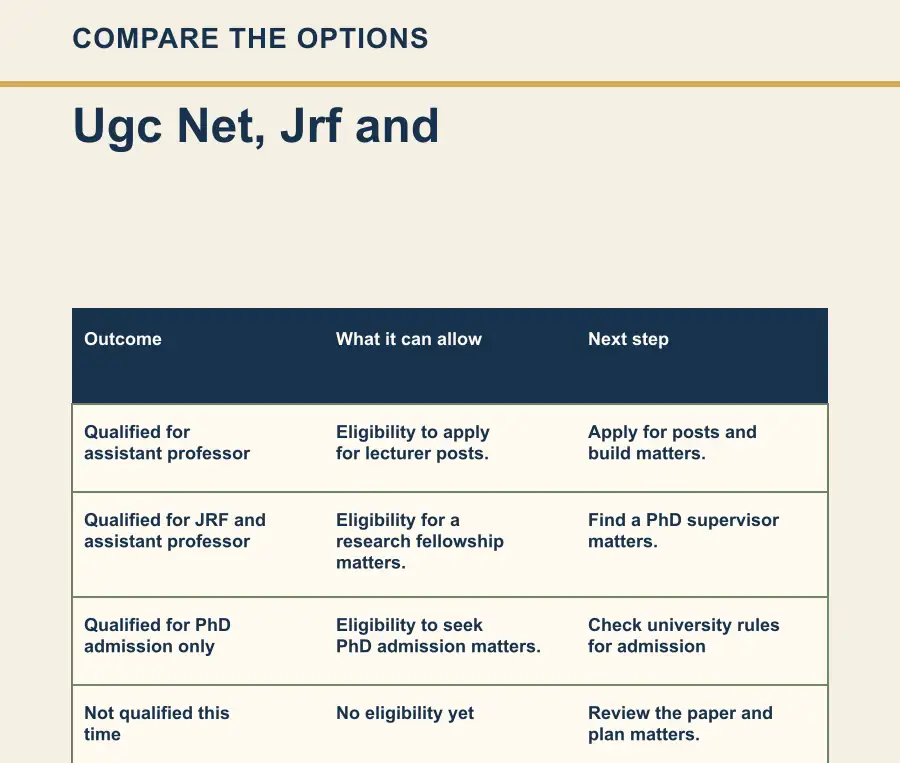 COMPARE THE OPTIONS
Ugc Net, Jrf and
Outcome
What it can allow
Next step
Qualified for
assistant professor
Eligibility to apply
for lecturer posts.
Apply for posts and
build matters.
Qualified for JRF and
assistant professor
Eligibility for a
research fellowship
matters.
Find a PhD supervisor
matters.
Qualified for PhD
admission only
Eligibility to seek
PhD admission matters.
Check university rules
for admission
Not qualified this
time
No eligibility yet
Review the paper and
plan matters.